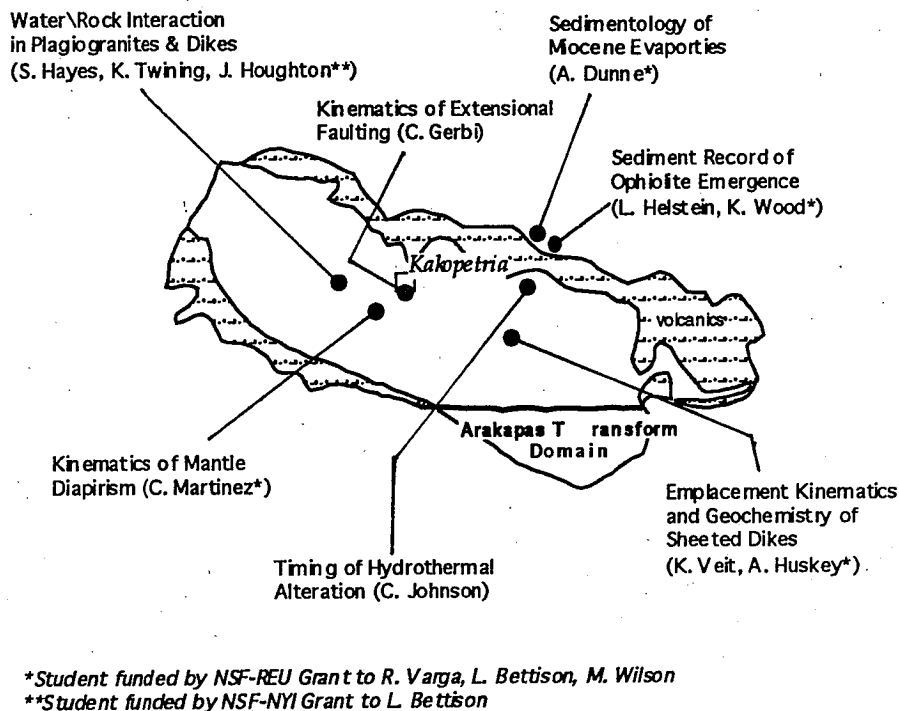 Water\Rock Interaction
in Plagiogranites & Dikes
(S. Hayes, K. Twining, J. Houghton**)
Sedimentology of
Miocene Evaporties
(A. Dunne*)
Kinematics of Extensional
Faulting (C. Gerbi)
Sediment Record of
Ophiolite Emergence
(L. Helstein, K. Wood*)
Kakopetria
volcanics
Arakapas T ransform
Domain
Kinematics of Mantle
Diapirism (C. Martinez*)
Emplacement Kinematics
and Geochemistry of
Sheeted Dikes
(K. Veit, A. Huskey*)
Timing of Hydrothermal
Alteration (C. Johnson)
*Student funded by NSF-REU Grant to R. Varga, L. Bettison, M. Wilson
**Student funded by NSF-NYI Grant to L. Bettison